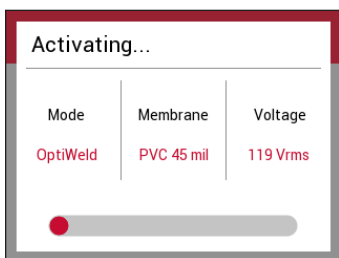 Activating...
Mode Membrane Voltage
OptiWeld PVC 45 mil 119 Vrms